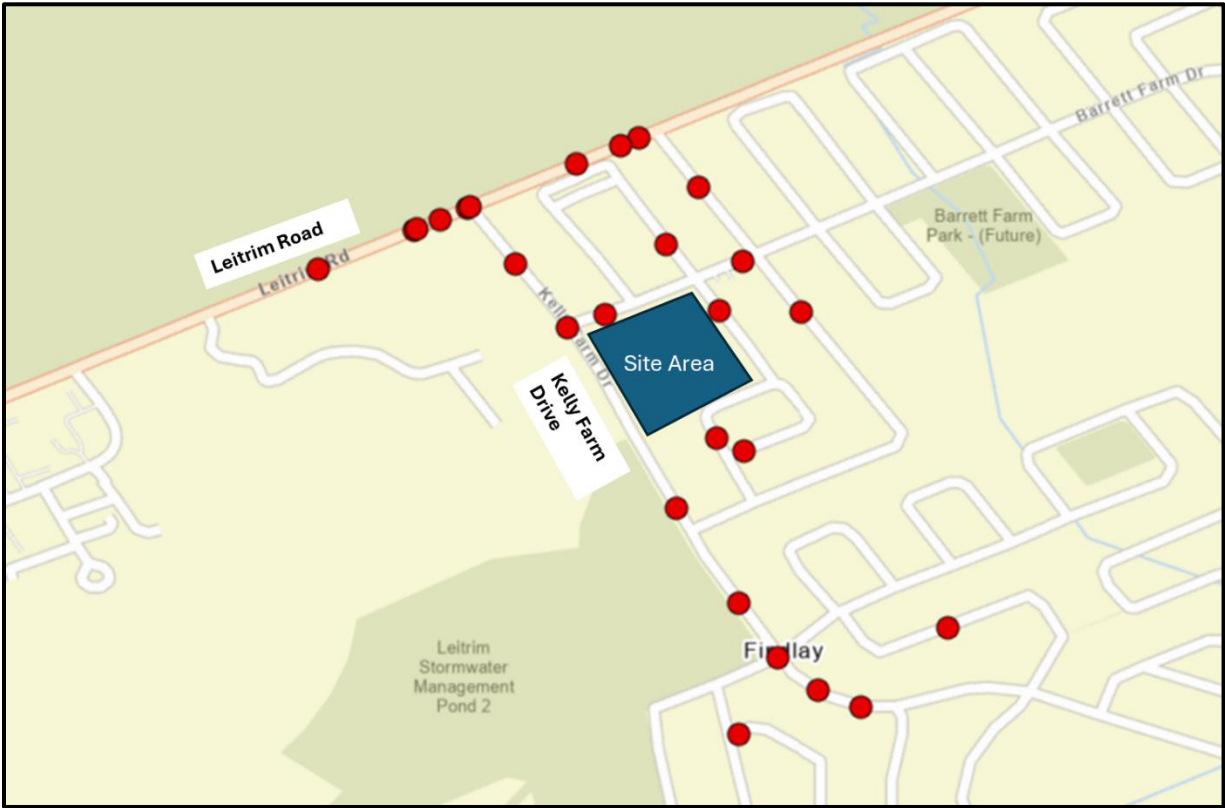 Barrett Farm Dr
Leitrim Road
Leitrim Rd
Barrett Farm
Park - (Future)
Kelly Farm Dr
Site Area
Kelly Farm
Drive
Leitrim
Stormwater
Management
Pond 2
Findlay